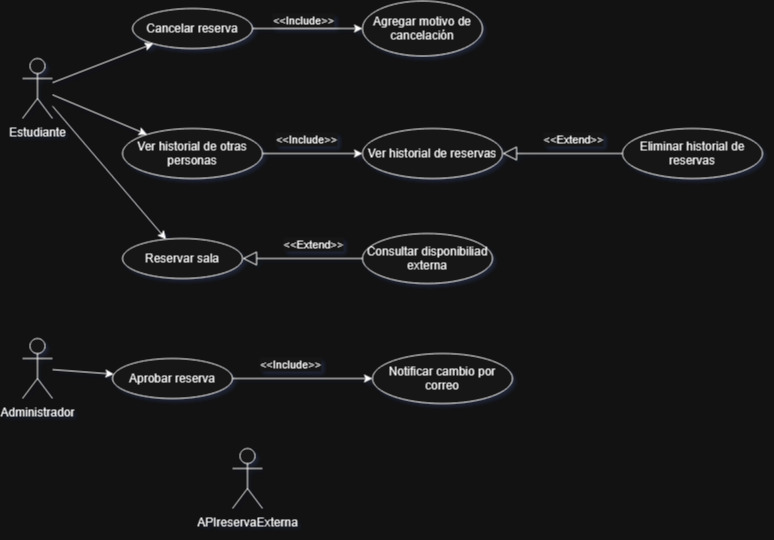 Cancelar reserva
<<Include>>
Agregar motivo de
cancelación
Estudiante
Ver historial de otras
personas
<<Include>>
Ver historial de reservas
<<Extend>>
Eliminar historial de
reservas
Reservar sala
<<Extend>>
Consultar disponibiliad
externa
Administrador
Aprobar reserva
<<Include>>
Notificar cambio por
correo
APIreservaExterna